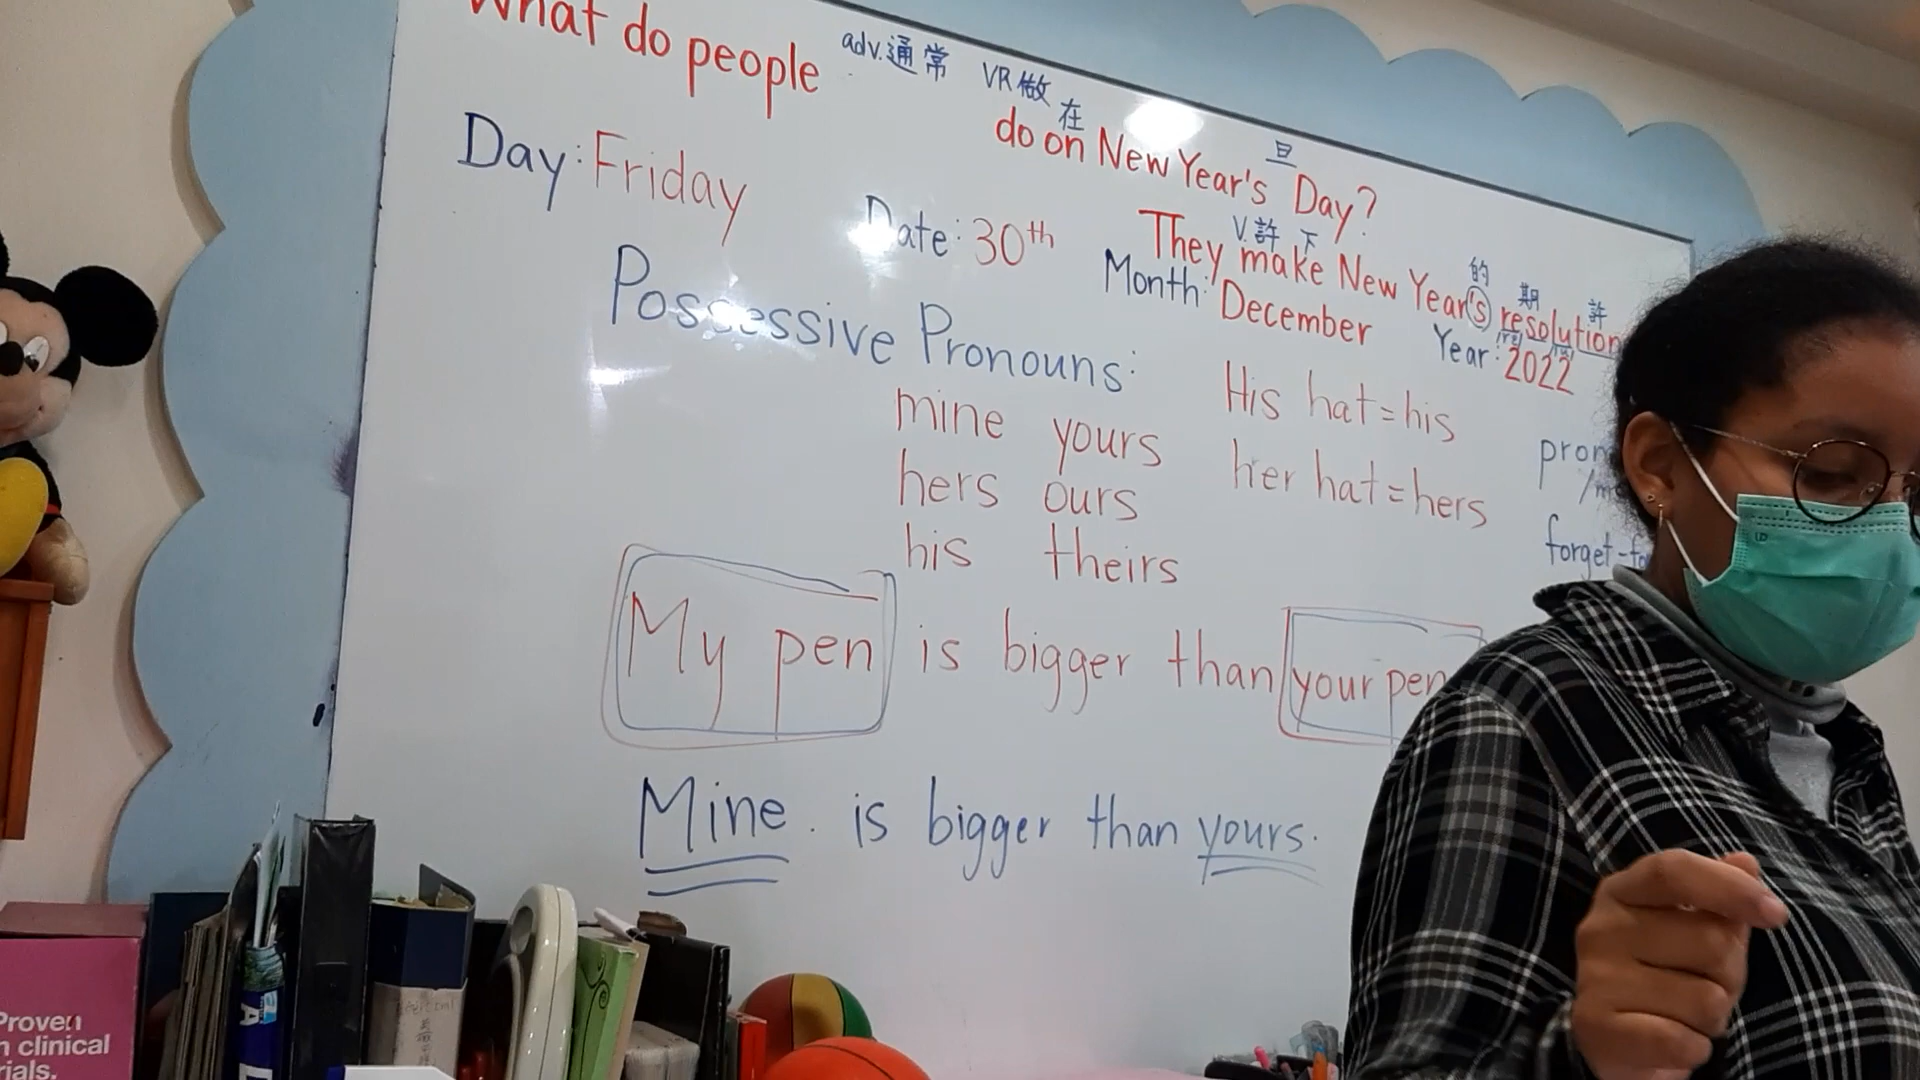 What do people
adv.通常 VR做
在
do on New Year's Day?
旦
Day: Friday
Date: 30th
V.許 下
They make New Year's resolution
的 期 許
Month: December
Year: 2022
Possessive Pronouns:
mine yours
hers ours
his theirs
His hat = his
her hat = hers
forget -
My pen is bigger than your pen
Mine. is bigger than yours.
Proven
clinical